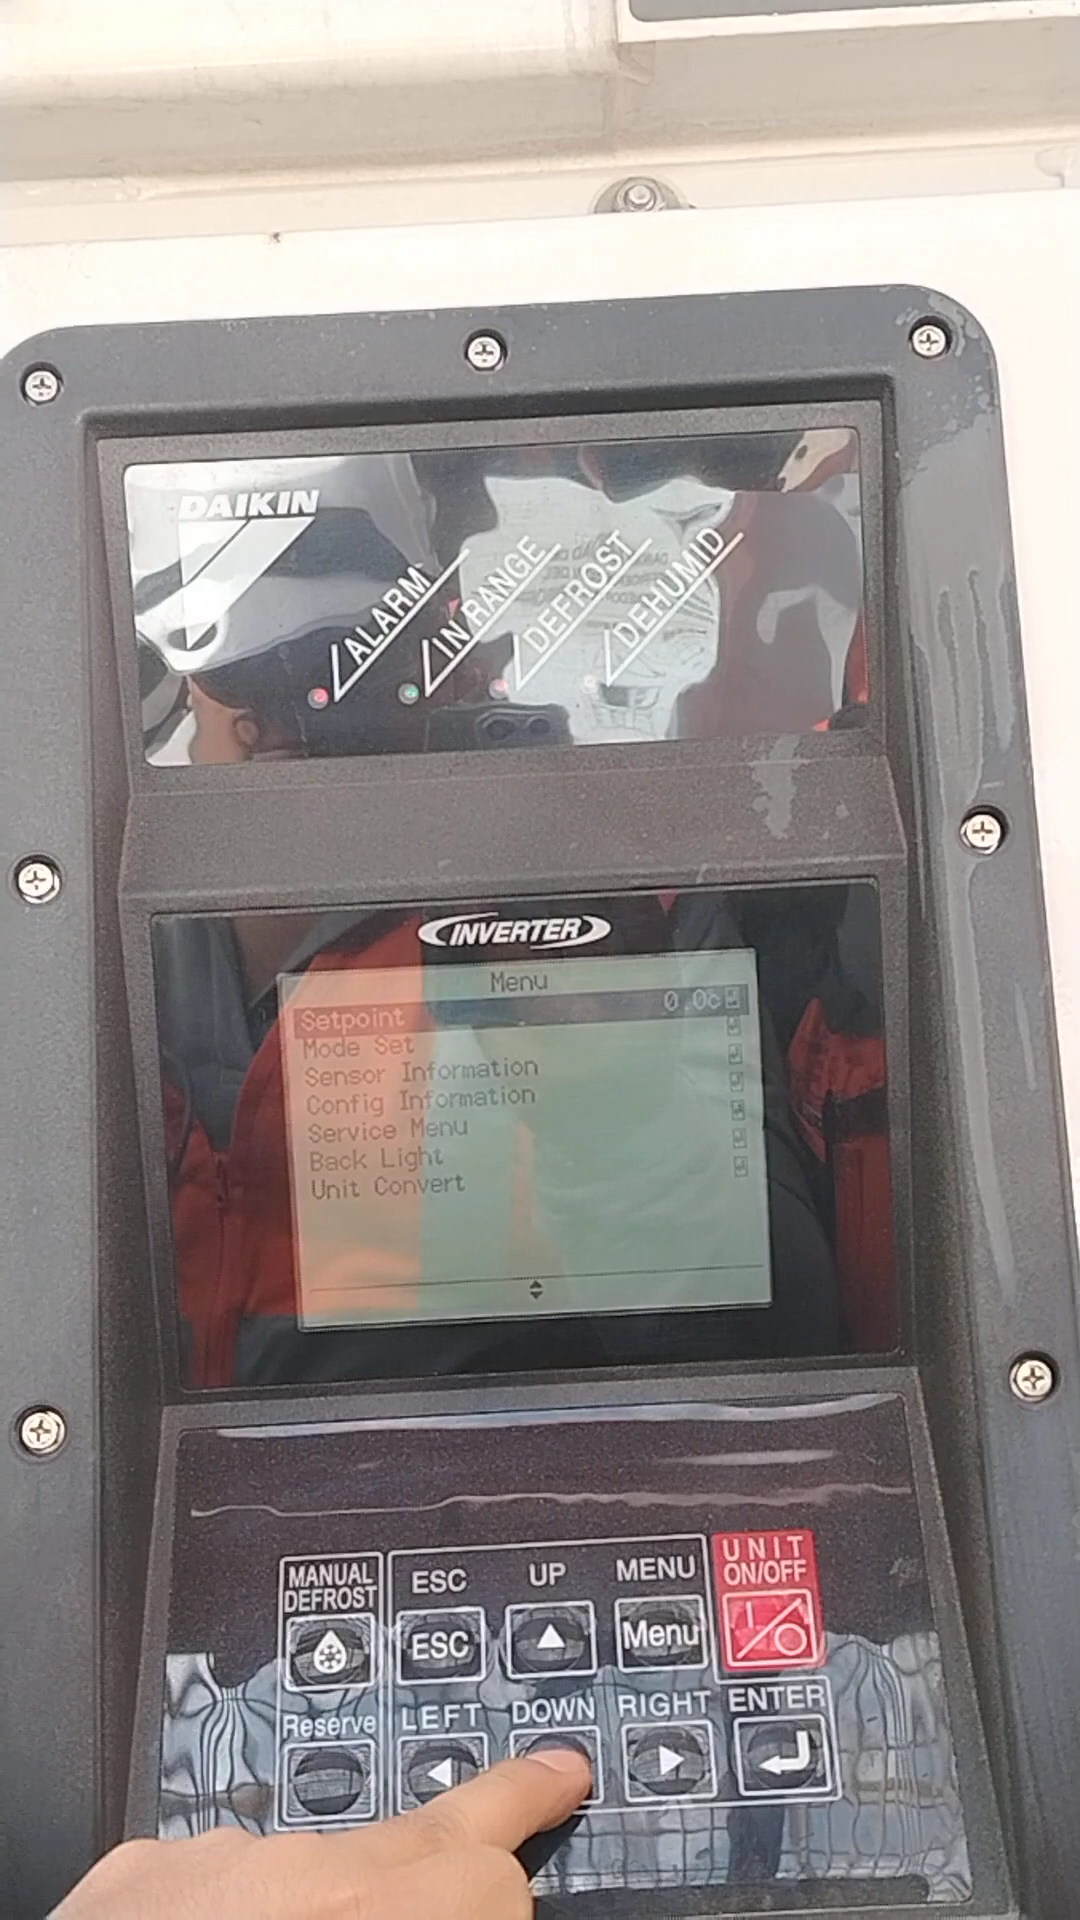 DAIKIN
ALARM
IN RANGE
DEFROST
DEHUMID
INVERTER
Menu
Setpoint 0.0c
Mode Set
Sensor Information
Config Information
Service Menu
Back Light
Unit Convert
MANUAL DEFROST
ESC
UP
MENU
UNIT ON/OFF
ESC
Menu
Reserve
LEFT
DOWN
RIGHT
ENTER